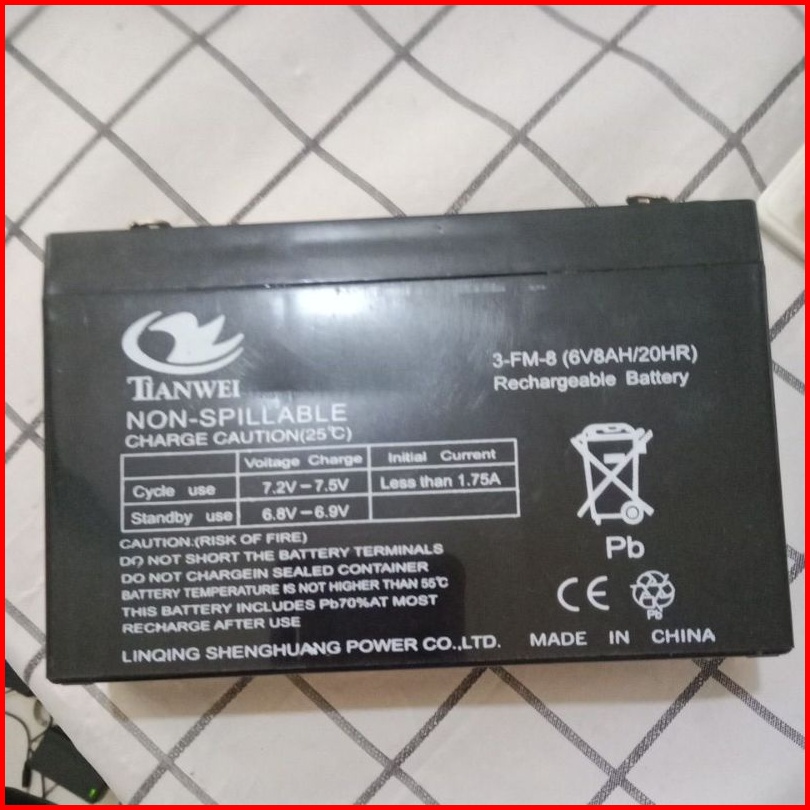 TIANWEI
3-FM-8 (6V8AH/20HR)
Rechargeable Battery
NON-SPILLABLE
CHARGE CAUTION(25℃)
Voltage Charge Initial Current
Cycle use 7.2V-7.5V Less than 1.75A
Standby use 6.8V-6.9V
CAUTION:(RISK OF FIRE)
DO NOT SHORT THE BATTERY TERMINALS
DO NOT CHARGEIN SEALED CONTAINER
BATTERY TEMPERATURE IS NOT HIGHER THAN 55℃
THIS BATTERY INCLUDES Pb70%AT MOST
RECHARGE AFTER USE
LINQING SHENGHUANG POWER CO.,LTD.
Pb
CE
Pb
MADE IN CHINA